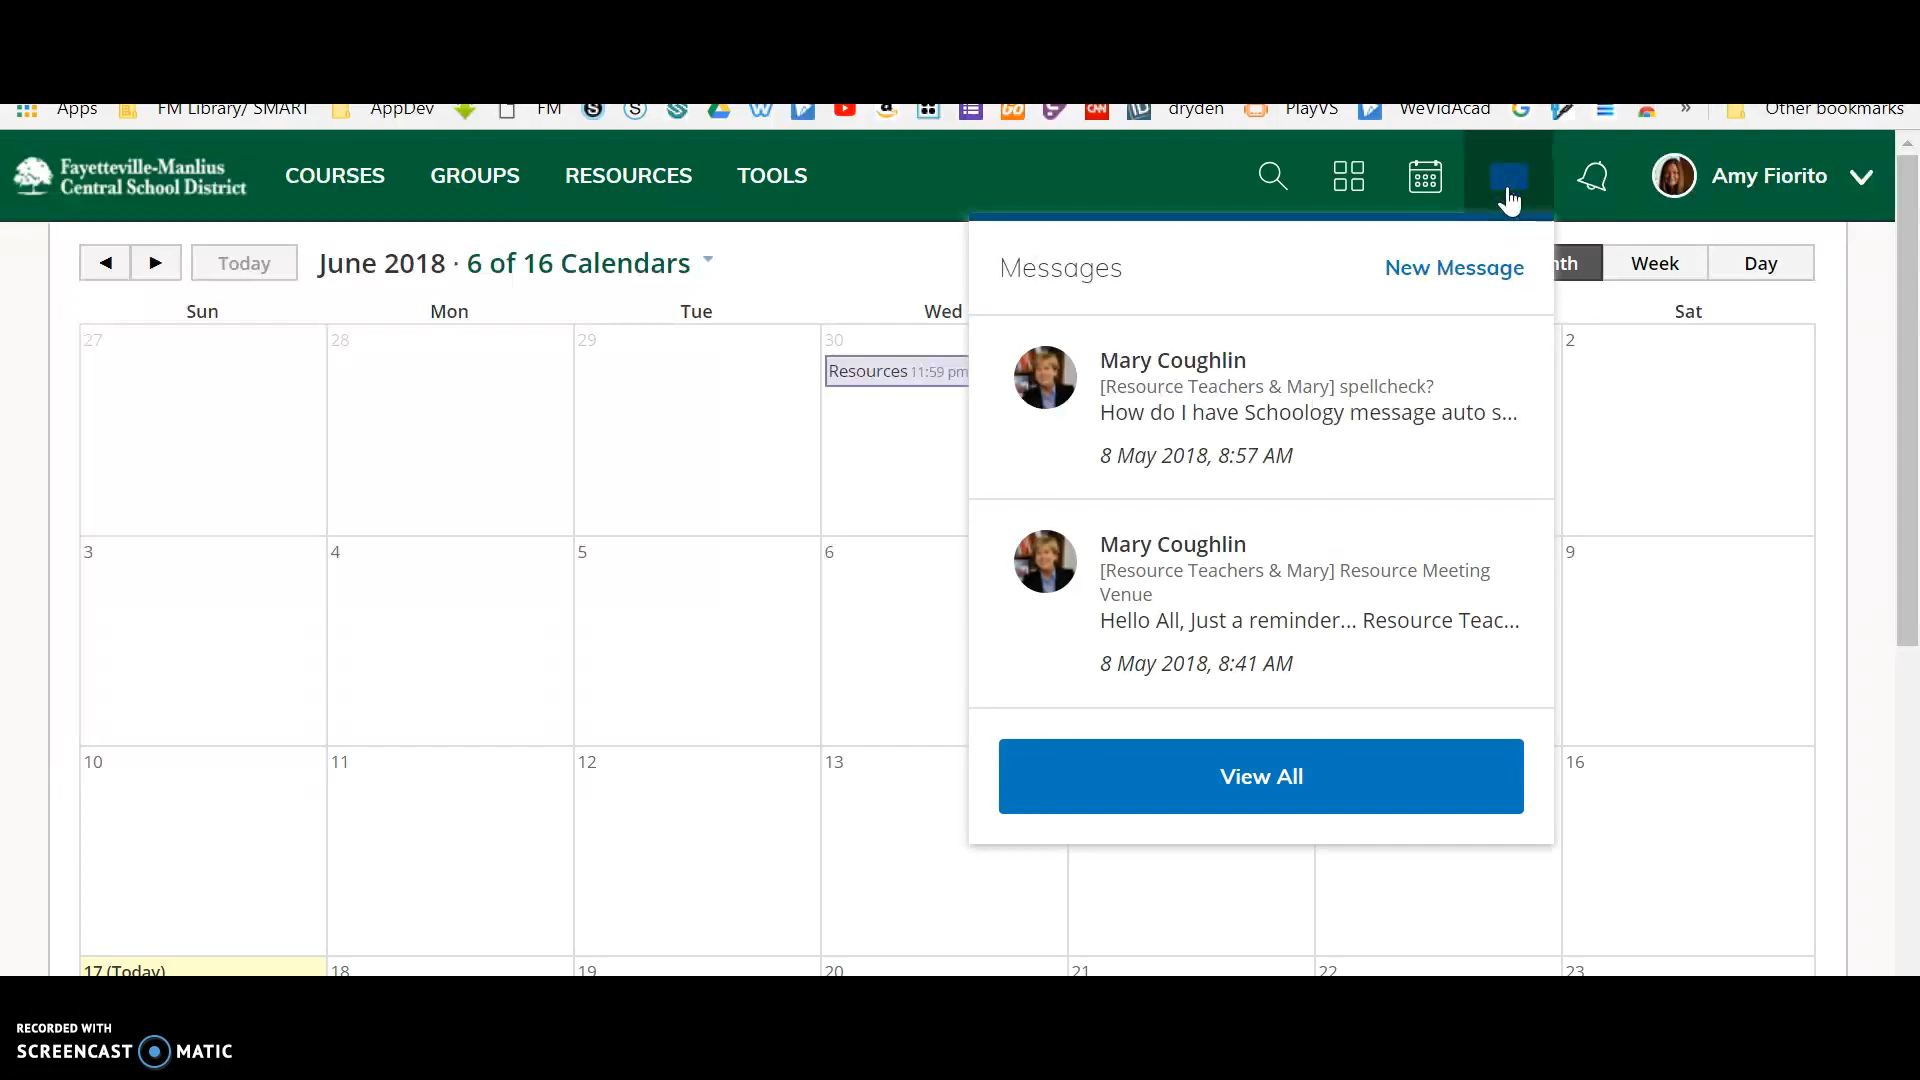 Apps FM Library/ SMART AppDev FM dryden PlayVS WeVidAcad » Other bookmarks
Fayetteville-Manlius
Central School District
COURSES GROUPS RESOURCES TOOLS Amy Fiorito
Today June 2018 · 6 of 16 Calendars nth Week Day
Messages New Message
Sun Mon Tue Wed Sat
27 28 29 30 2
Resources 11:59 pm
Mary Coughlin
[Resource Teachers & Mary] spellcheck?
How do I have Schoology message auto s...
8 May 2018, 8:57 AM
3 4 5 6 9
Mary Coughlin
[Resource Teachers & Mary] Resource Meeting
Venue
Hello All, Just a reminder... Resource Teac...
8 May 2018, 8:41 AM
10 11 12 13 16
View All
17 (Today) 18 19 20 21 22 23
RECORDED WITH
SCREENCAST MATIC